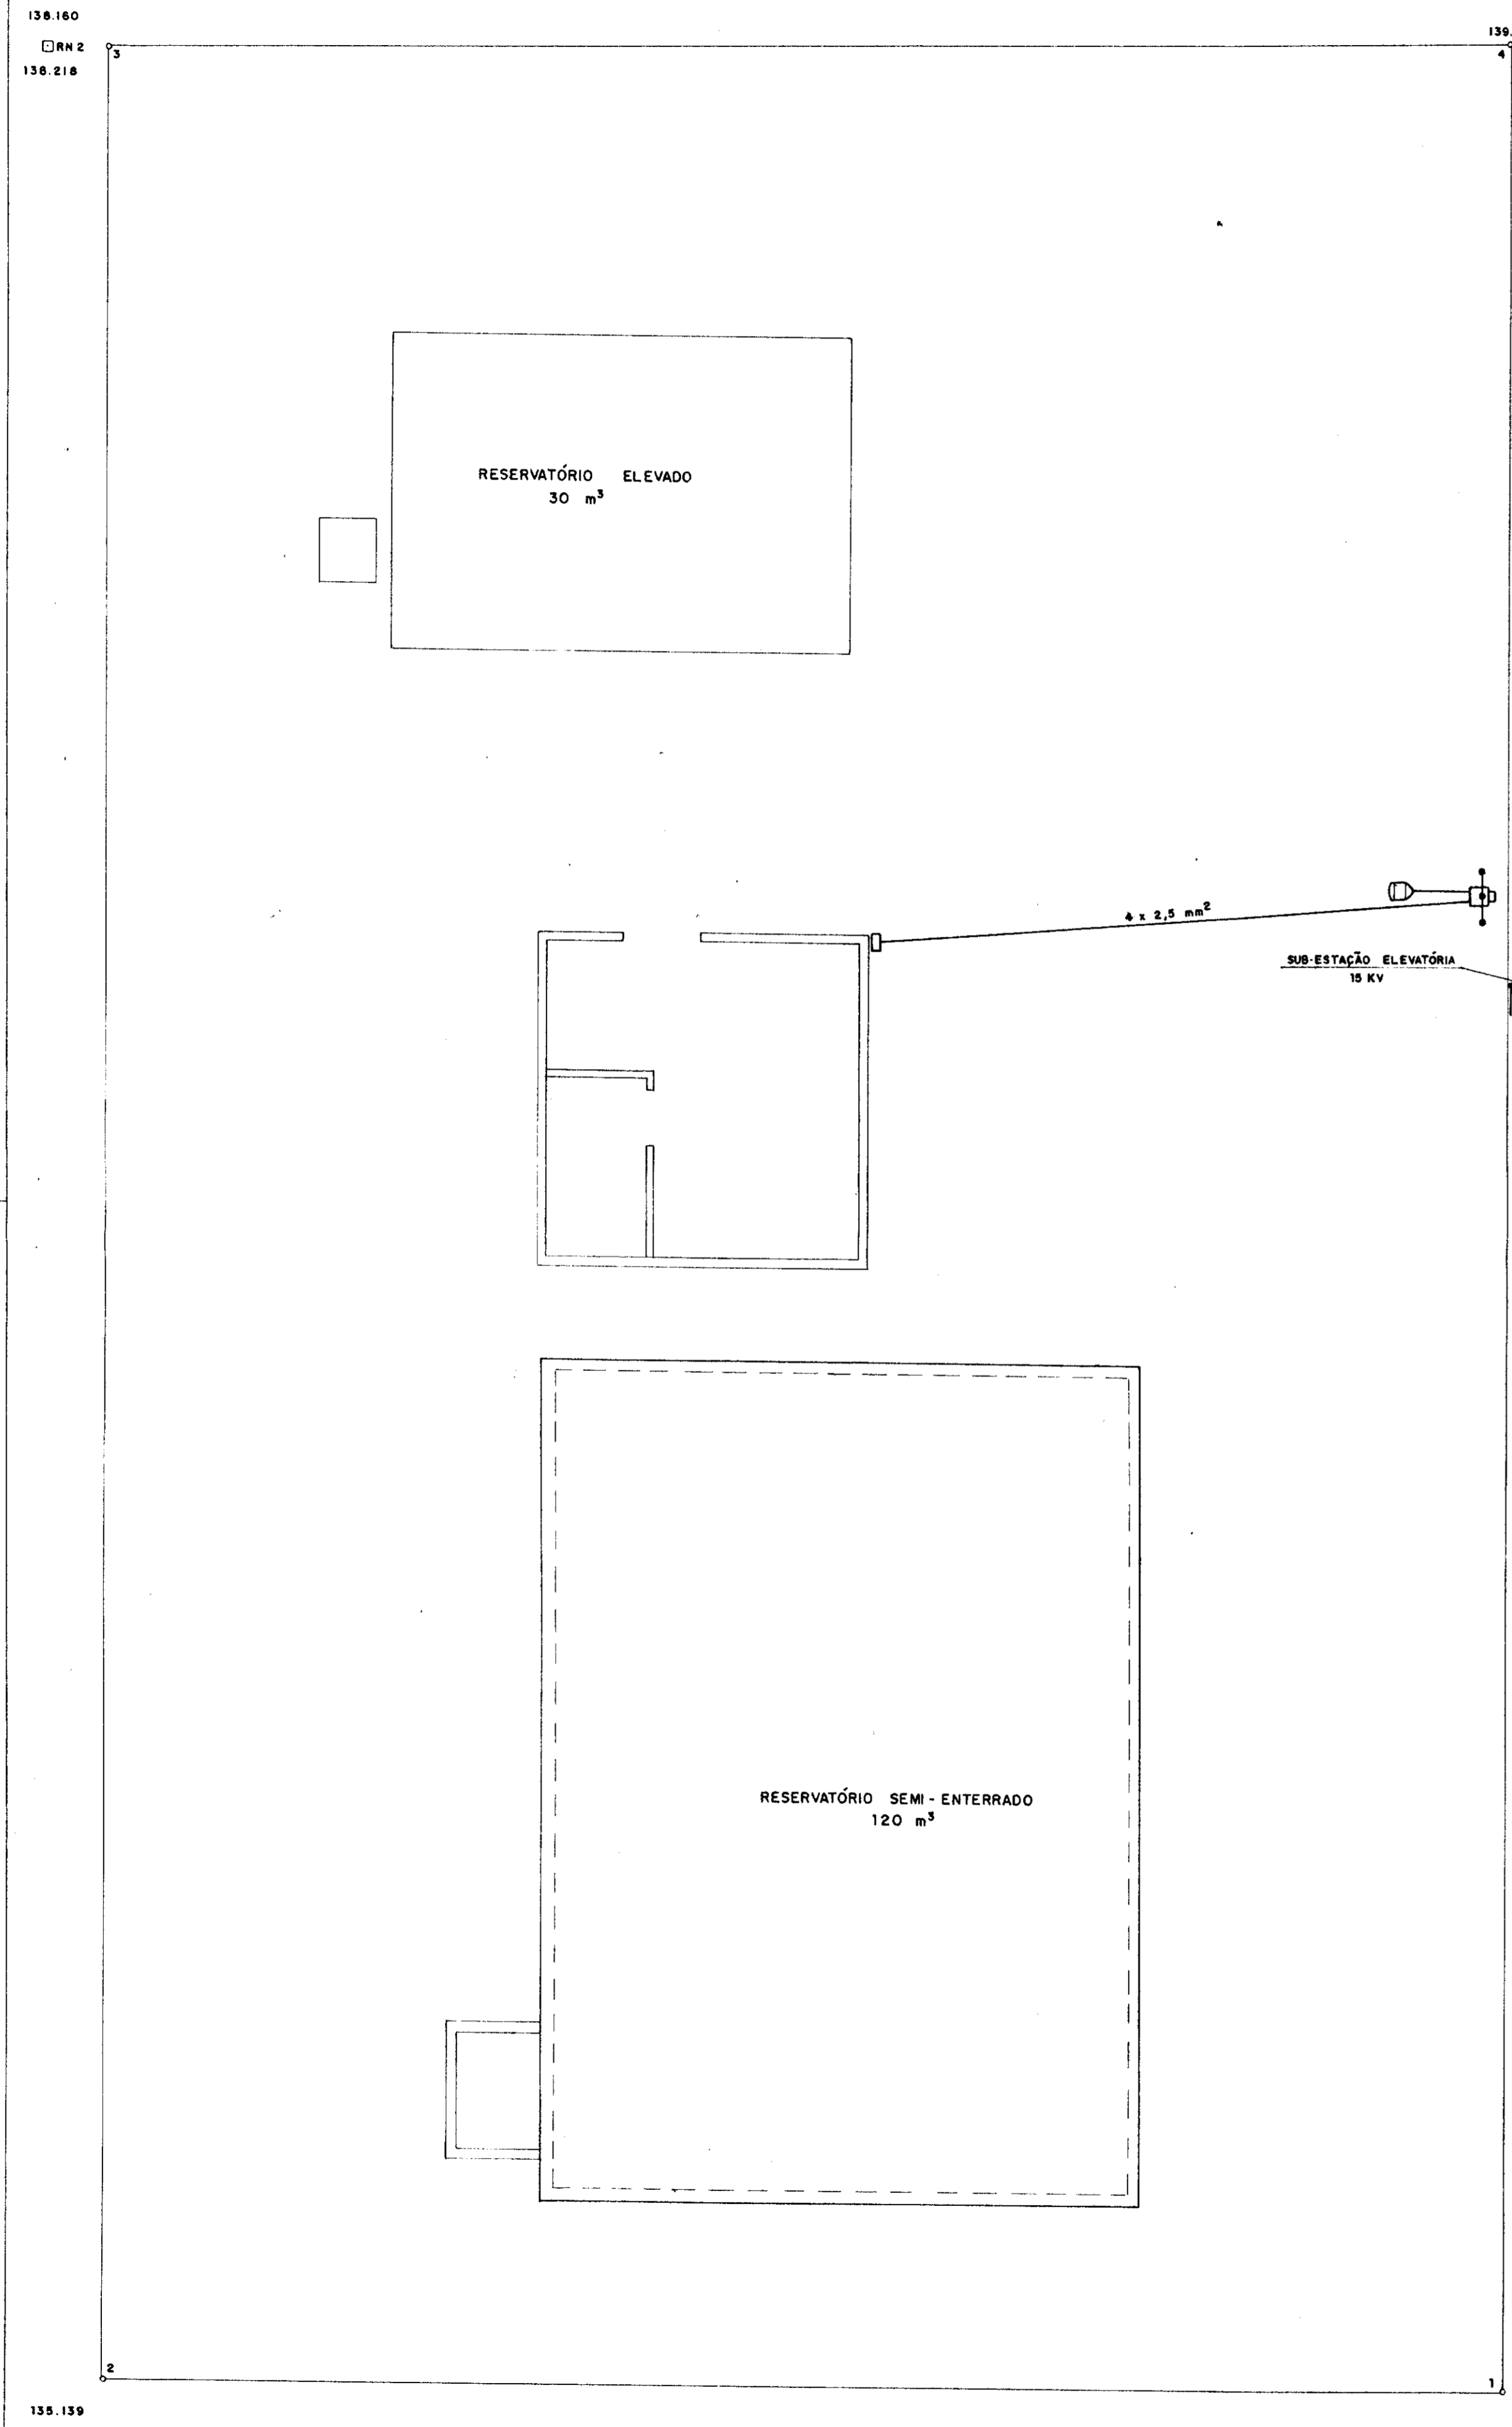 138.160
RN 2
138.218
3
139.
4
RESERVATÓRIO ELEVADO
30 m³
4 x 2,5 mm²
SUB-ESTAÇÃO ELEVATÓRIA
15 KV
RESERVATÓRIO SEMI-ENTERRADO
120 m³
2
1
135.139